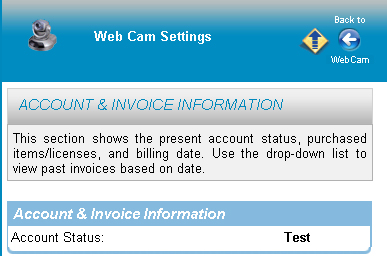 Back to
Web Cam Settings
WebCam
ACCOUNT & INVOICE INFORMATION
This section shows the present account status, purchased
items/licenses, and billing date. Use the drop-down list to
view past invoices based on date.
Account & Invoice Information
Account Status: Test